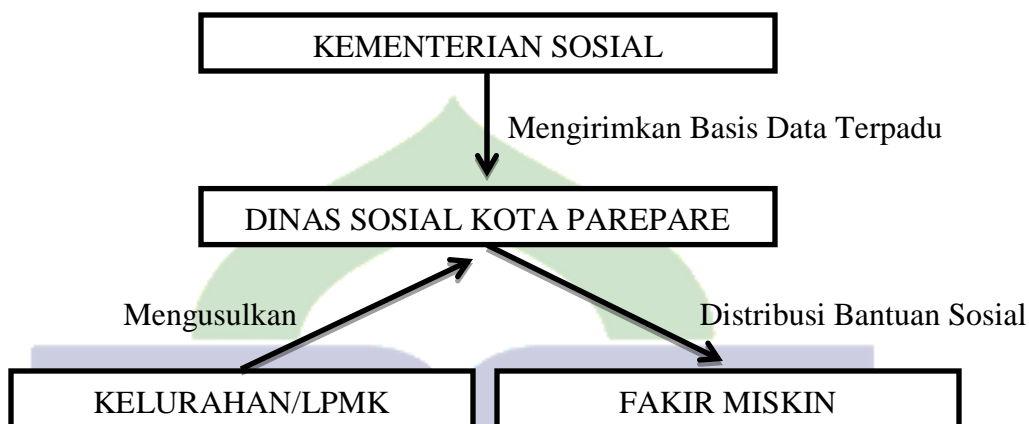 KEMENTERIAN SOSIAL
Mengirimkan Basis Data Terpadu
DINAS SOSIAL KOTA PAREPARE
Mengusulkan
Distribusi Bantuan Sosial
KELURAHAN/LPMK
FAKIR MISKIN